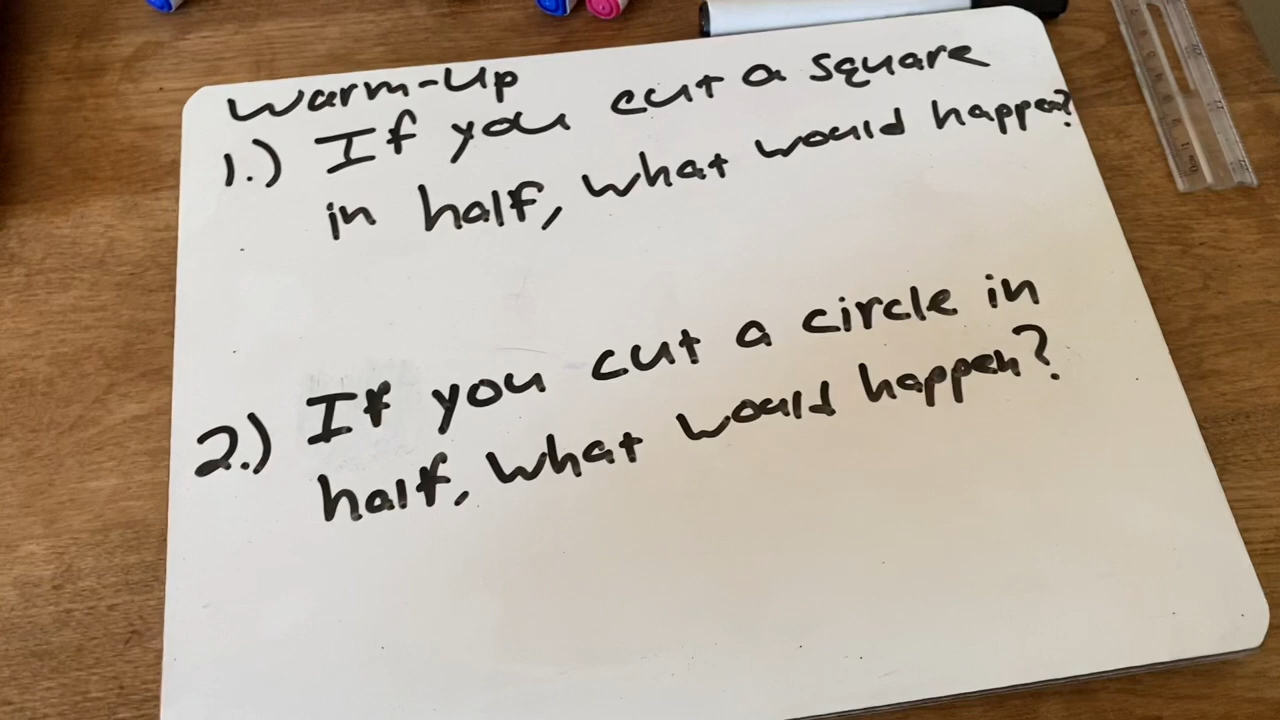 Warm-Up
1.) If you cut a square
in half, what would happen?
2.) If you cut a circle in
half, what would happen?